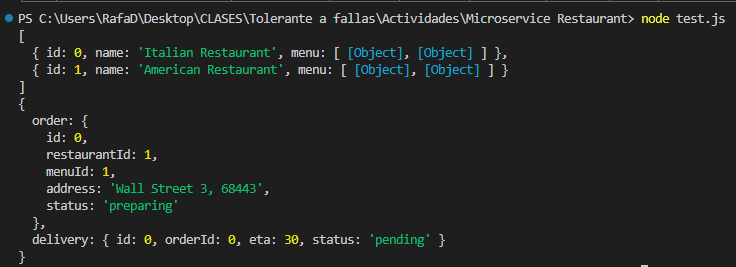 PS C:\Users\RafaD\Desktop\CLASES\Tolerante a fallas\Actividades\Microservice Restaurant> node test.js
[
  { id: 0, name: 'Italian Restaurant', menu: [ [Object], [Object] ] },
  { id: 1, name: 'American Restaurant', menu: [ [Object], [Object] ] }
]
{
  order: {
    id: 0,
    restaurantId: 1,
    menuId: 1,
    address: 'Wall Street 3, 68443',
    status: 'preparing'
  },
  delivery: { id: 0, orderId: 0, eta: 30, status: 'pending' }
}